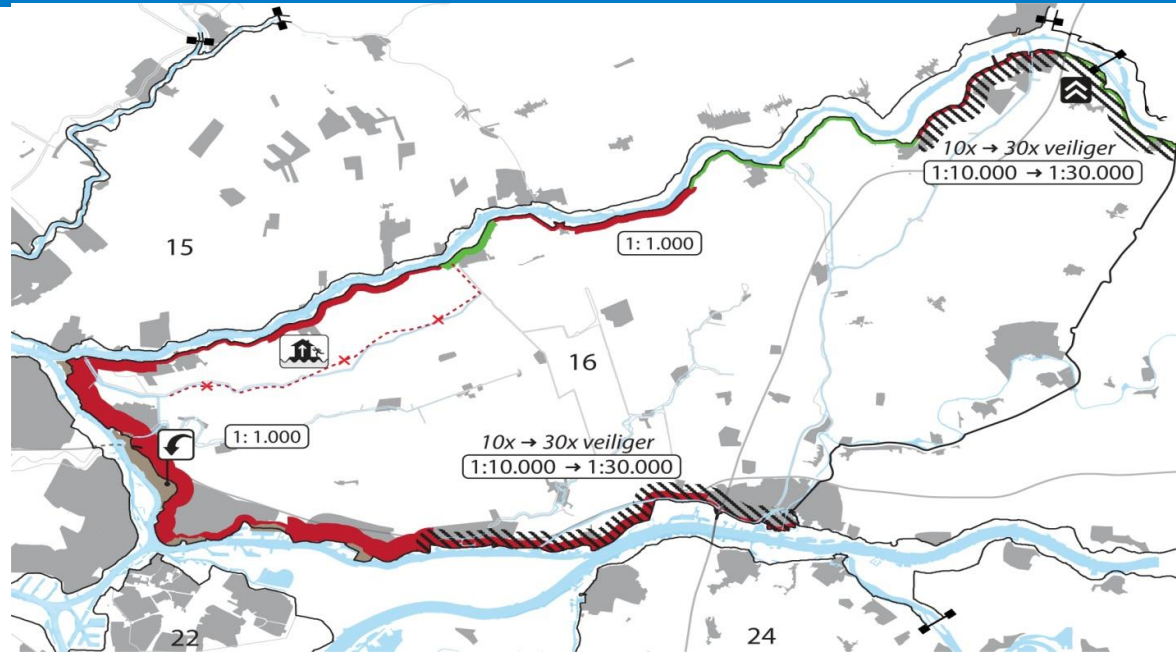 10x → 30x veiliger
1:10.000 → 1:30.000
15
1: 1.000
16
1: 1.000
10x → 30x veiliger
1:10.000 → 1:30.000
22
24